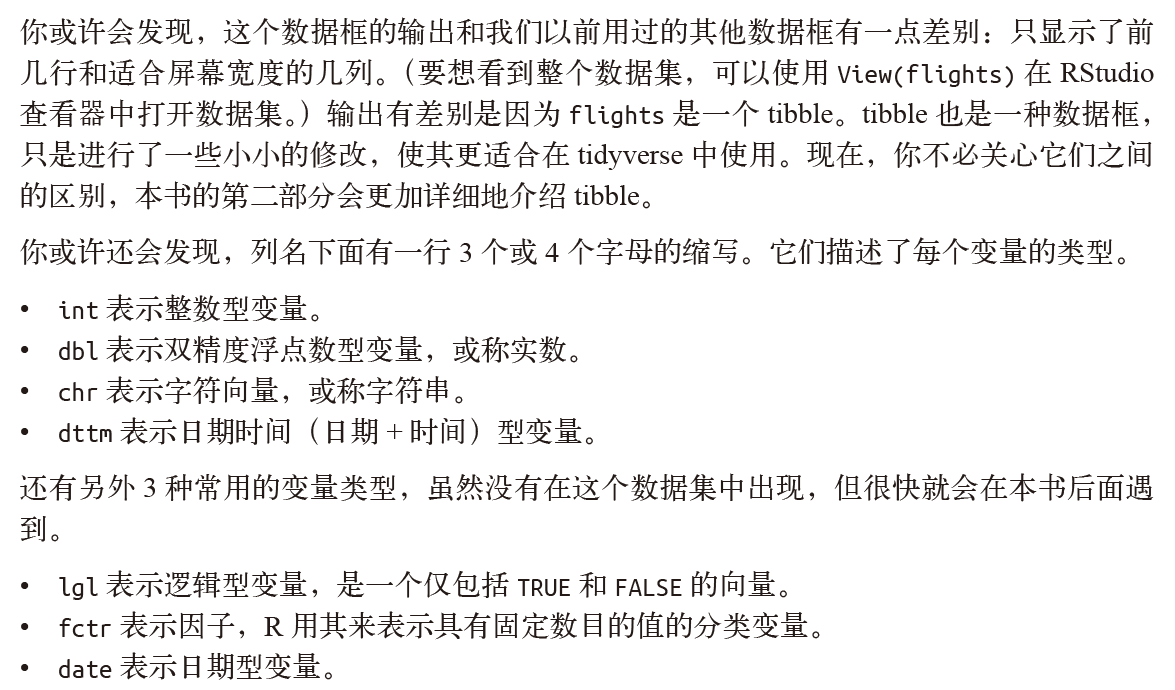 你或许会发现，这个数据框的输出和我们以前用过的其他数据框有一点差别：只显示了前
几行和适合屏幕宽度的几列。（要想看到整个数据集，可以使用 View(flights) 在 RStudio
查看器中打开数据集。）输出有差别是因为 flights 是一个 tibble。tibble 也是一种数据框，
只是进行了一些小小的修改，使其更适合在 tidyverse 中使用。现在，你不必关心它们之间
的区别，本书的第二部分会更加详细地介绍 tibble。
你或许还会发现，列名下面有一行 3 个或 4 个字母的缩写。它们描述了每个变量的类型。
• int 表示整数型变量。
• dbl 表示双精度浮点数型变量，或称实数。
• chr 表示字符向量，或称字符串。
• dttm 表示日期时间（日期 + 时间）型变量。
还有另外 3 种常用的变量类型，虽然没有在这个数据集中出现，但很快就会在本书后面遇
到。
• lgl 表示逻辑型变量，是一个仅包括 TRUE 和 FALSE 的向量。
• fctr 表示因子，R 用其来表示具有固定数目的值的分类变量。
• date 表示日期型变量。